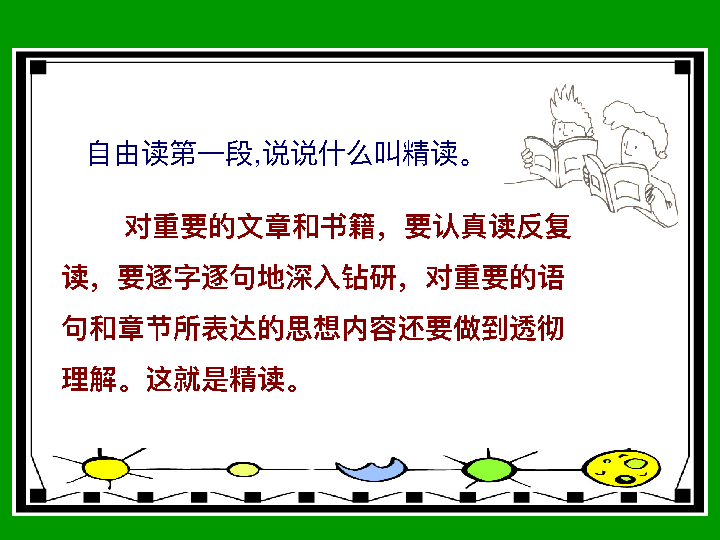 自由读第一段,说说什么叫精读。
对重要的文章和书籍，要认真读反复
读，要逐字逐句地深入钻研，对重要的语
句和章节所表达的思想内容还要做到透彻
理解。这就是精读。